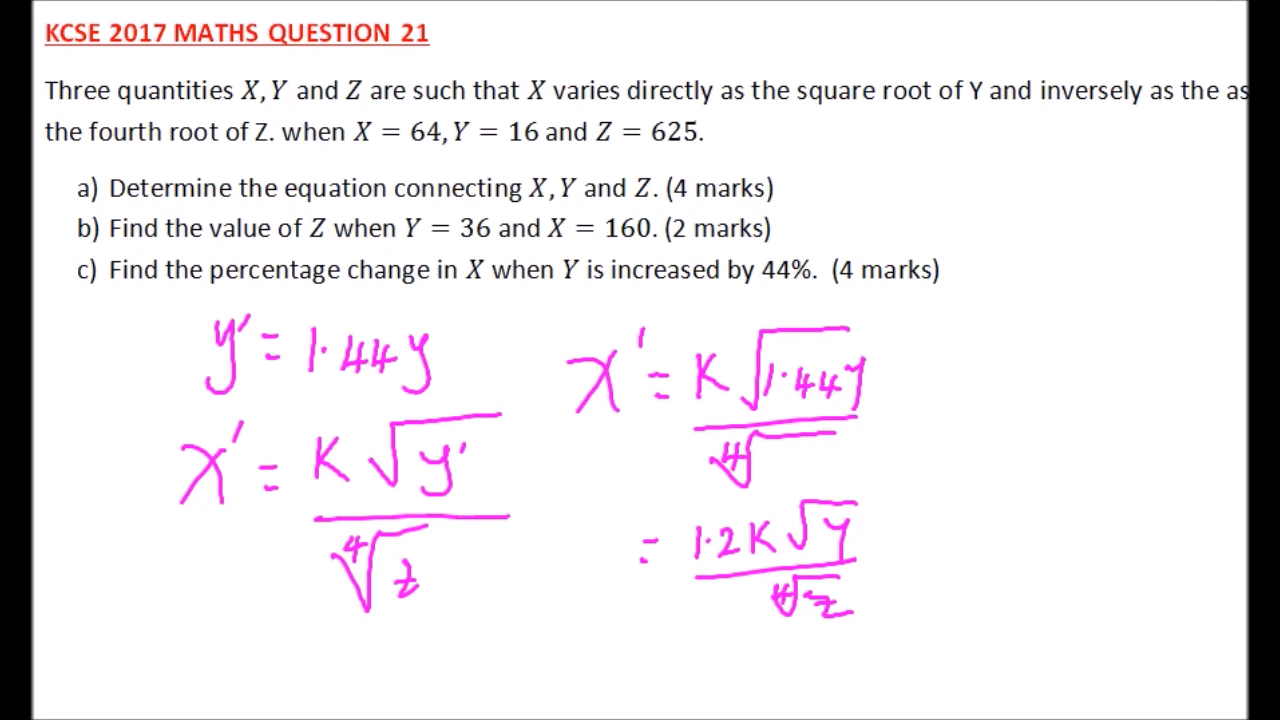 KCSE 2017 MATHS QUESTION 21
Three quantities X, Y and Z are such that X varies directly as the square root of Y and inversely as the as
the fourth root of Z. when X = 64, Y = 16 and Z = 625.
a) Determine the equation connecting X, Y and Z. (4 marks)
b) Find the value of Z when Y = 36 and X = 160. (2 marks)
c) Find the percentage change in X when Y is increased by 44%. (4 marks)
y' = 1.44y
x' = K√y'
∜z
x' = K√1.44y
∜
= 1.2K√y
∜z